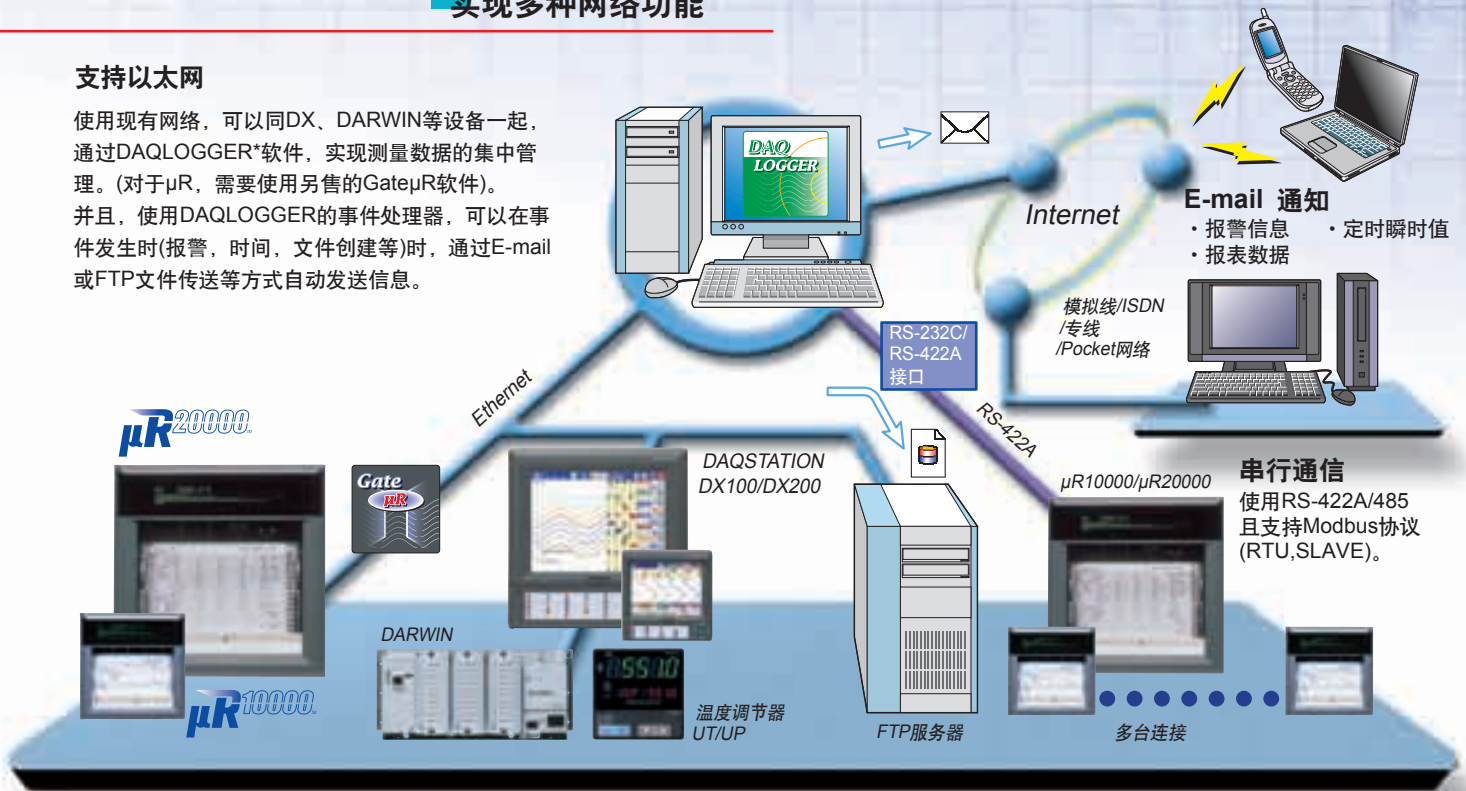 实现多种网络功能
支持以太网
使用现有网络，可以同DX、DARWIN等设备一起，
通过DAQLOGGER*软件，实现测量数据的集中管
理。(对于μR，需要使用另售的GateμR软件)。
并且，使用DAQLOGGER的事件处理器，可以在事
件发生时(报警，时间，文件创建等)时，通过E-mail
或FTP文件传送等方式自动发送信息。
DAQ
LOGGER
Internet
E-mail 通知
・报警信息 ・定时瞬时值
・报表数据
模拟线/ISDN
/专线
/Pocket网络
RS-232C/
RS-422A
接口
Ethernet
RS-422A
μR20000
Gate
μR
DAQSTATION
DX100/DX200
μR10000/μR20000
串行通信
使用RS-422A/485
且支持Modbus协议
(RTU,SLAVE)。
DARWIN
μR10000
温度调节器
UT/UP
FTP服务器
多台连接